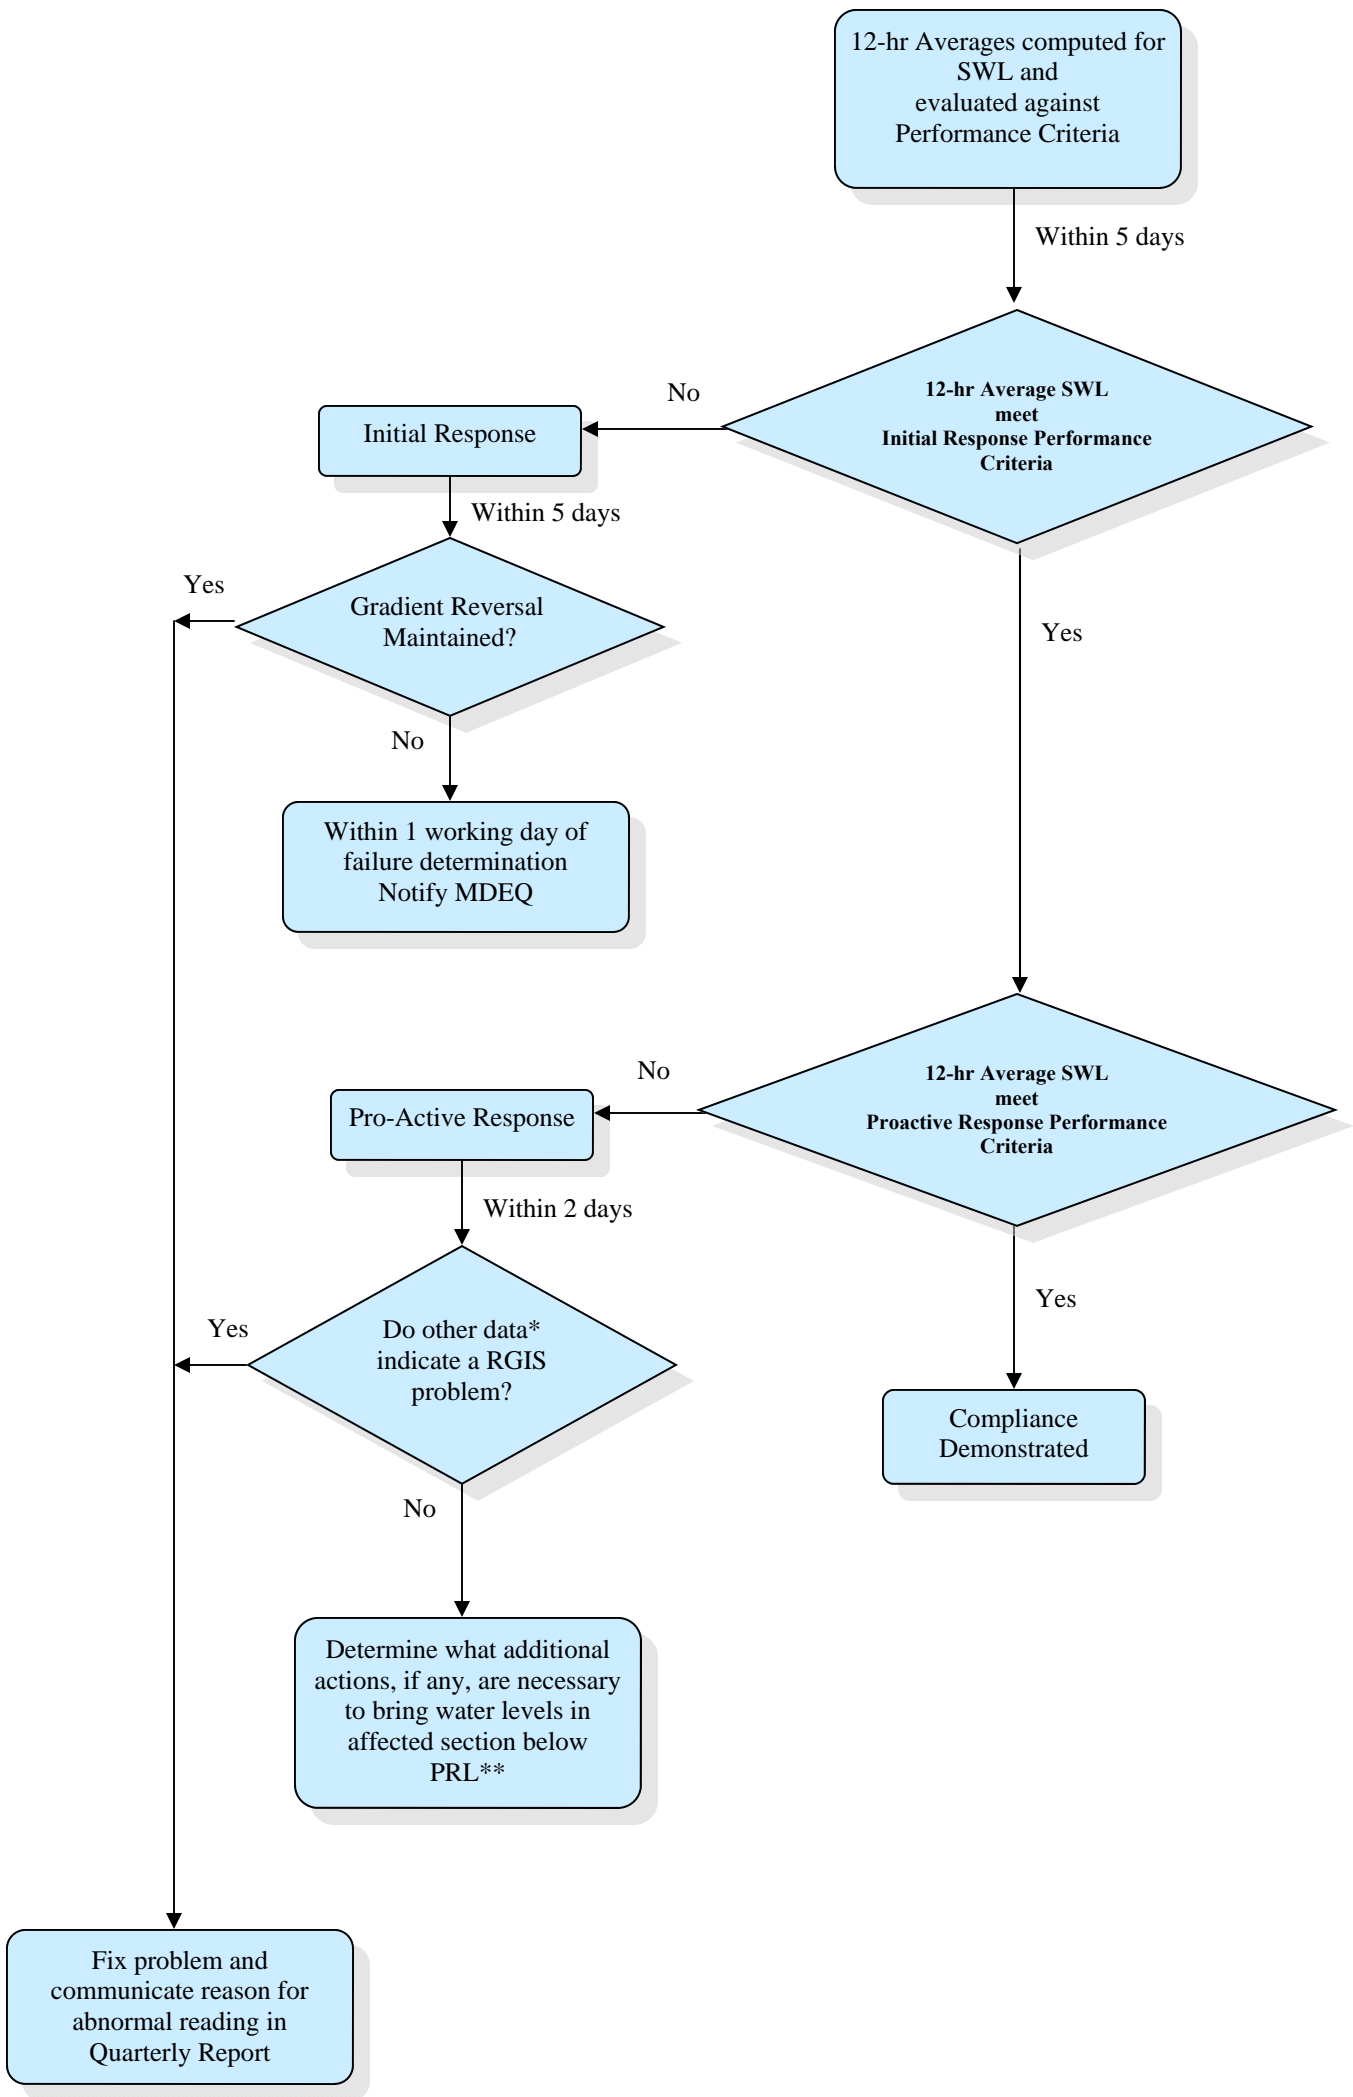 12-hr Averages computed for
SWL and
evaluated against
Performance Criteria
Within 5 days
12-hr Average SWL
meet
Initial Response Performance
Criteria
No
Initial Response
Within 5 days
Yes
Gradient Reversal
Maintained?
Yes
No
Within 1 working day of
failure determination
Notify MDEQ
12-hr Average SWL
meet
Proactive Response Performance
Criteria
No
Pro-Active Response
Within 2 days
Yes
Do other data*
indicate a RGIS
problem?
Yes
Compliance
Demonstrated
No
Determine what additional
actions, if any, are necessary
to bring water levels in
affected section below
PRL**
Fix problem and
communicate reason for
abnormal reading in
Quarterly Report